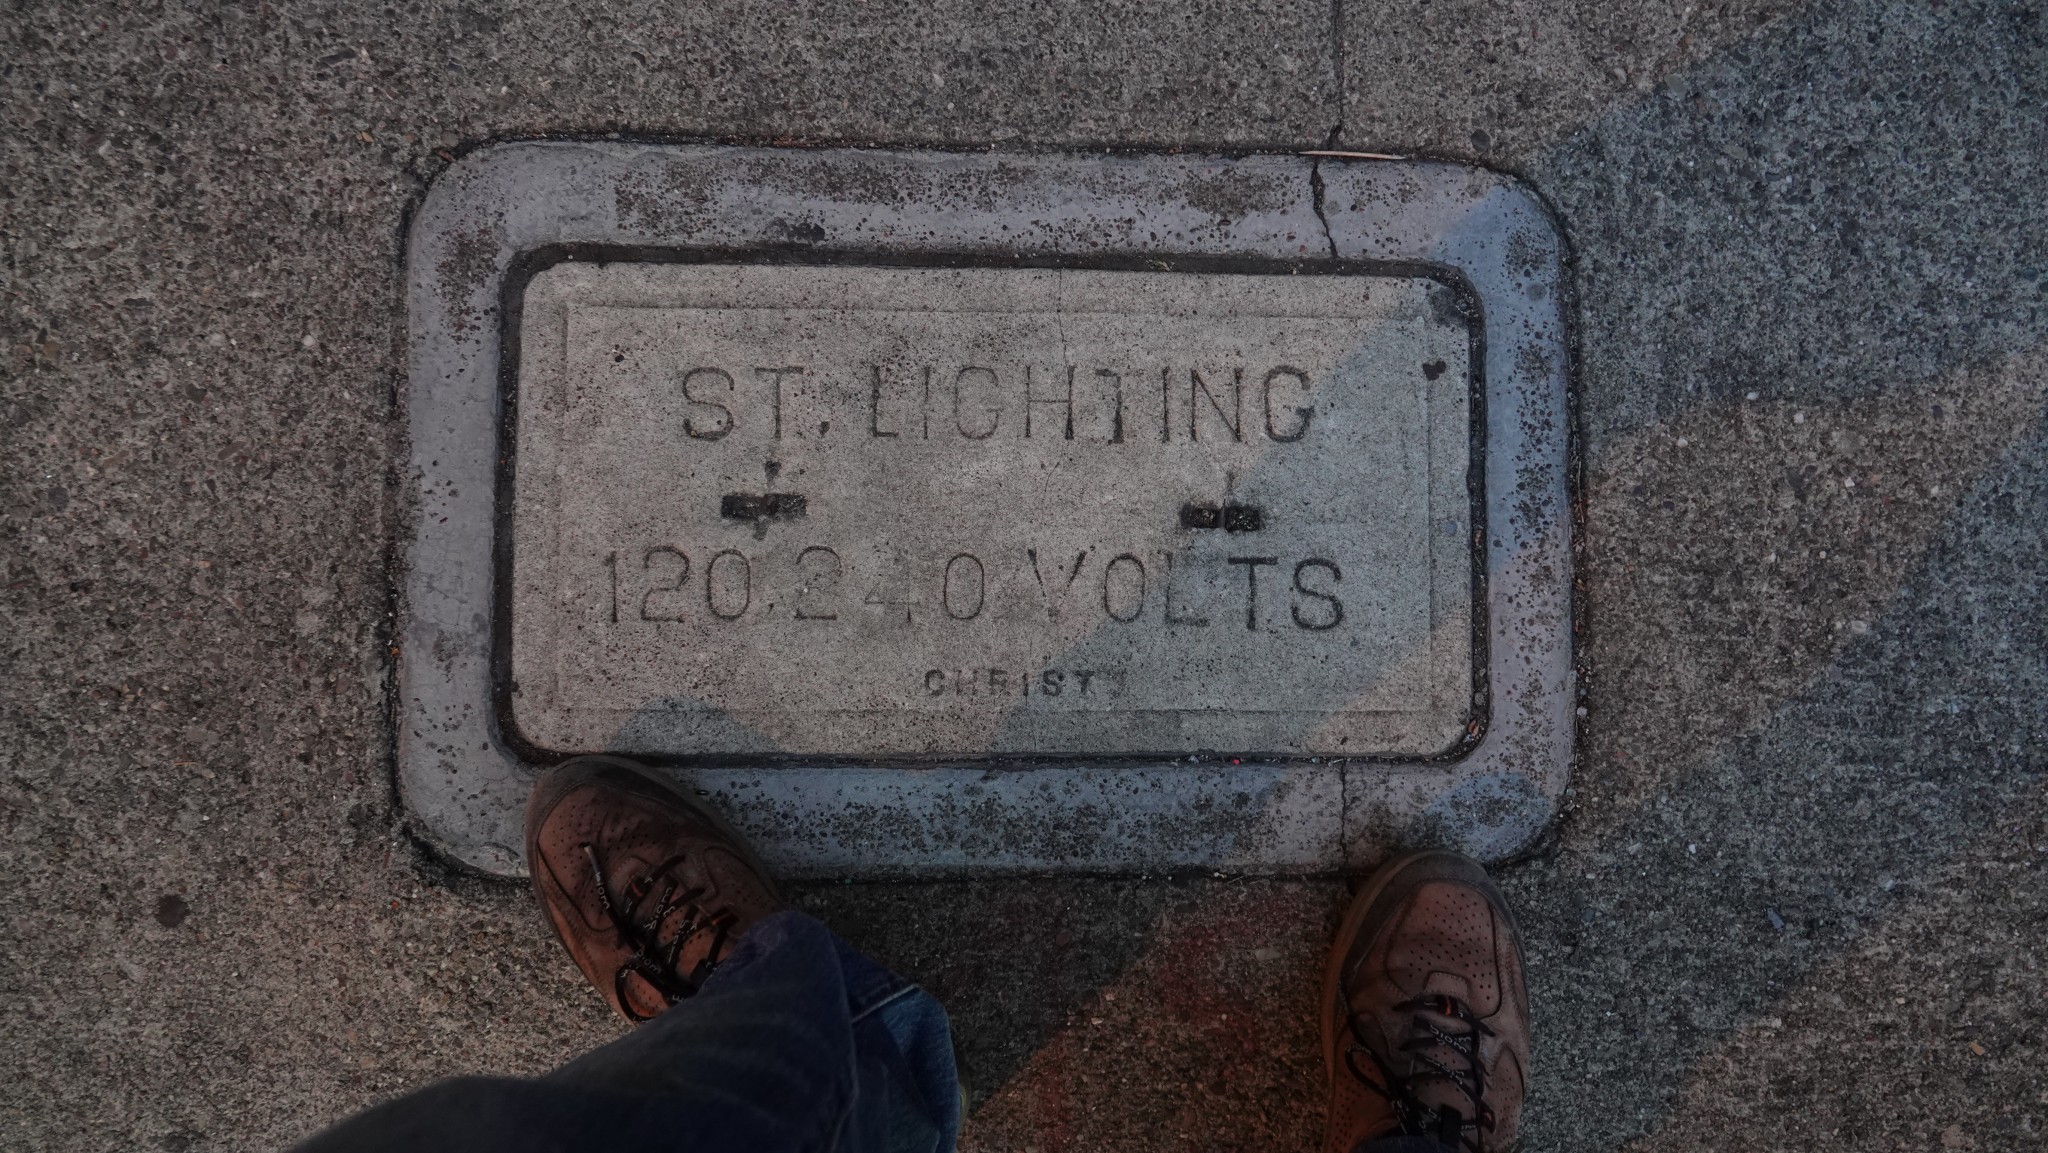 ST. LIGHTING
120.240 VOLTS
CHRISTY